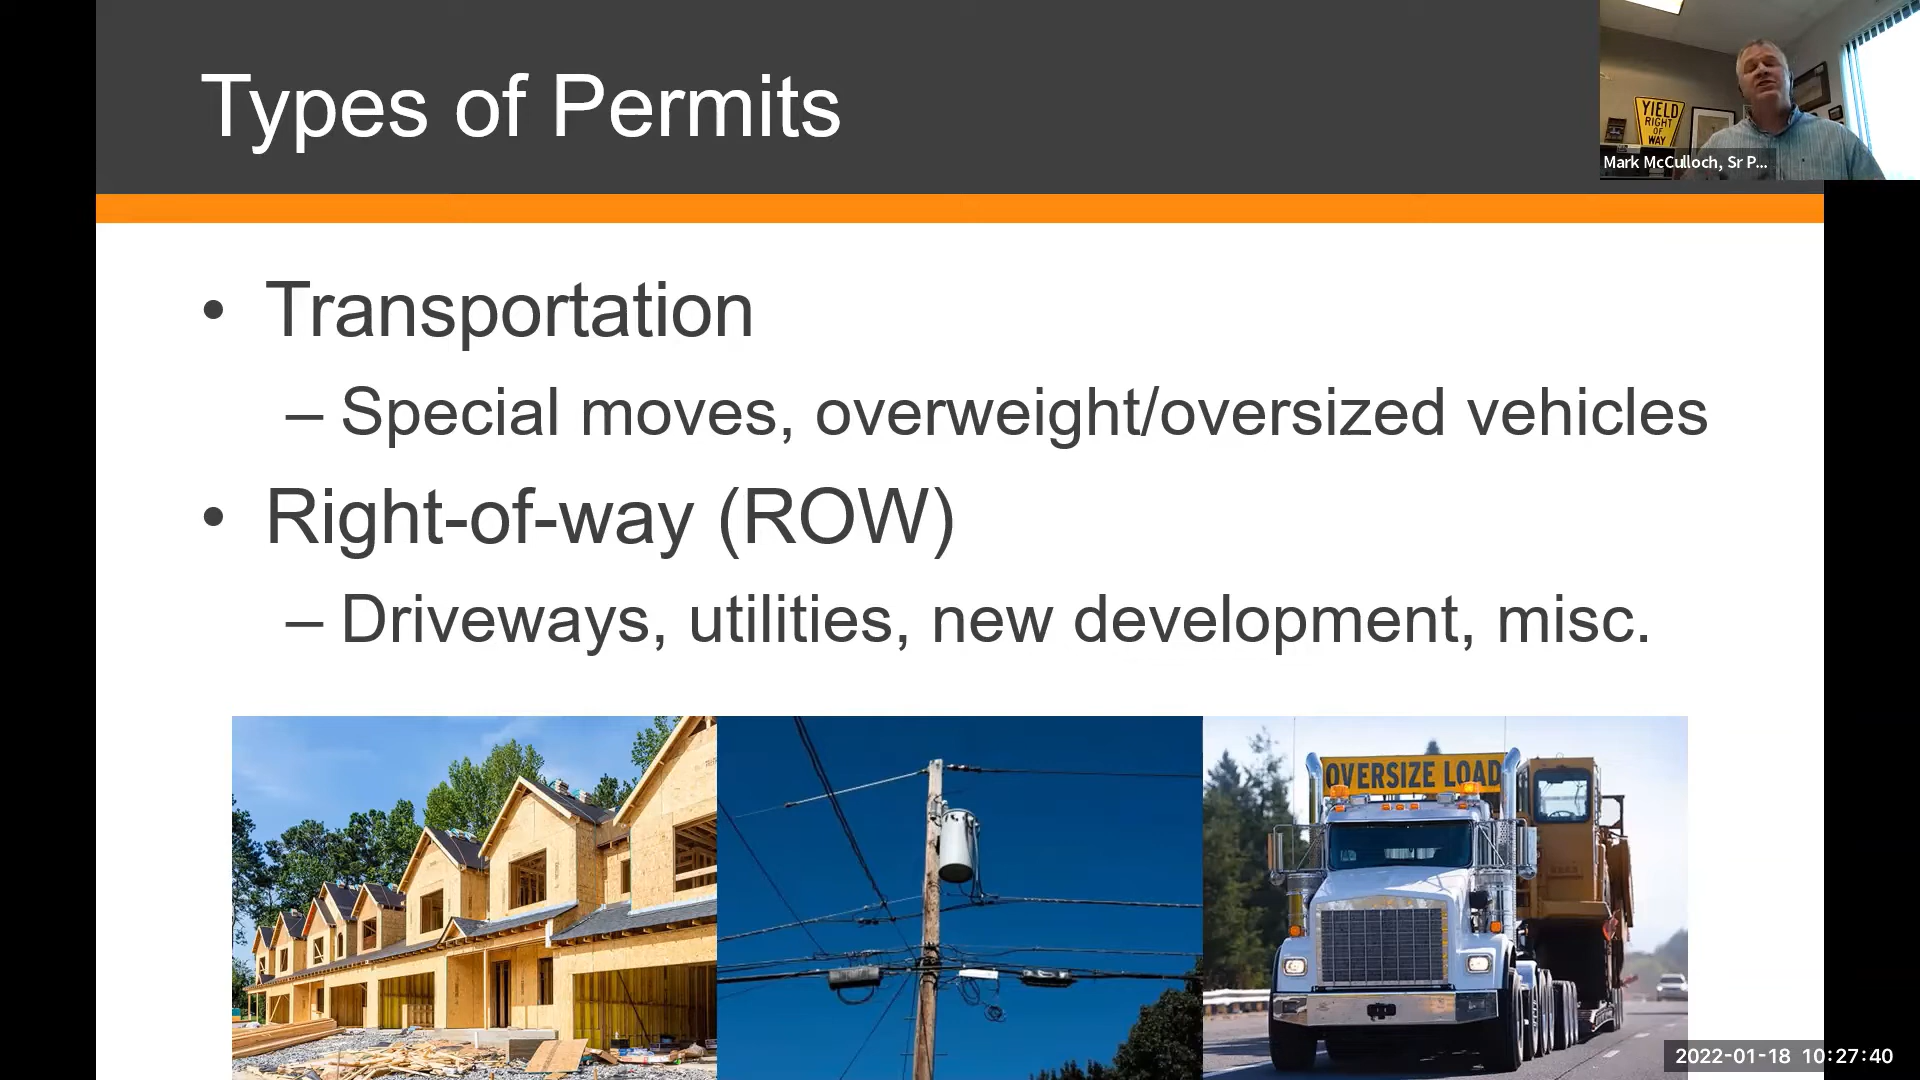 Types of Permits
YIELD
RIGHT
OF
WAY
Mark McCulloch, Sr P...
• Transportation
– Special moves, overweight/oversized vehicles
• Right-of-way (ROW)
– Driveways, utilities, new development, misc.
OVERSIZE LOAD
2022-01-18 10:27:40